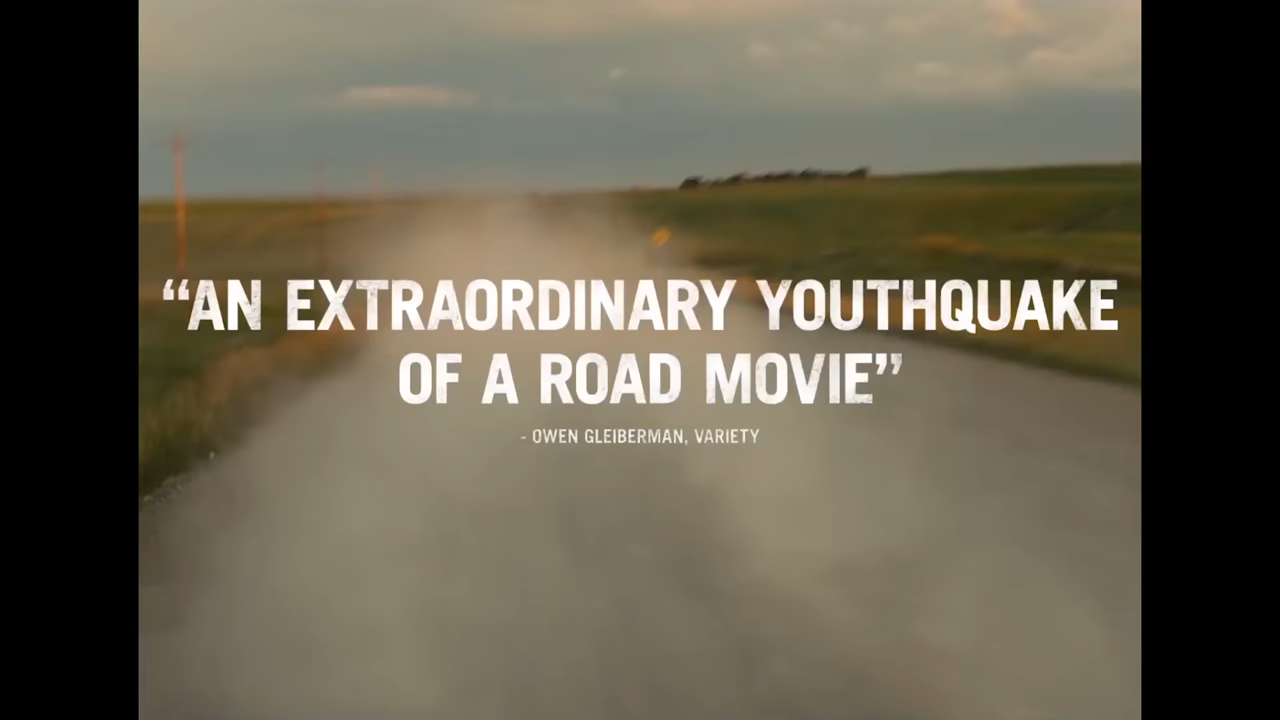 “AN EXTRAORDINARY YOUTHQUAKE
OF A ROAD MOVIE”
- OWEN GLEIBERMAN, VARIETY